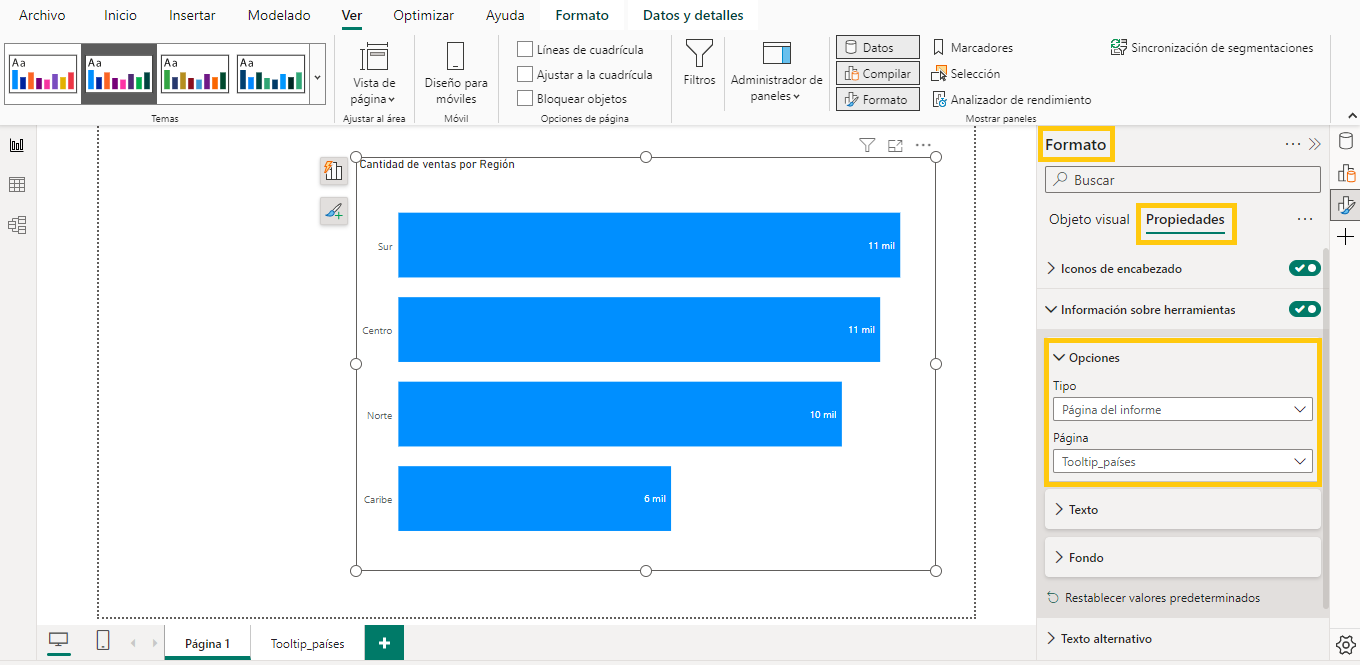 Archivo Inicio Insertar Modelado Ver Optimizar Ayuda Formato Datos y detalles
Aa Aa Aa Aa
Temas
Vista de
página
Ajustar al área
Diseño para
móviles
Móvil
Líneas de cuadrícula
Ajustar a la cuadrícula
Bloquear objetos
Opciones de página
Filtros
Administrador de
paneles
Datos
Compilar
Formato
Marcadores
Selección
Analizador de rendimiento
Sincronización de segmentaciones
Mostrar paneles
Cantidad de ventas por Región
Sur 11 mil
Centro 11 mil
Norte 10 mil
Caribe 6 mil
Formato
Buscar
Objeto visual Propiedades
Iconos de encabezado
Información sobre herramientas
Opciones
Tipo
Página del informe
Página
Tooltip_países
Texto
Fondo
Restablecer valores predeterminados
Texto alternativo
Página 1 Tooltip_países